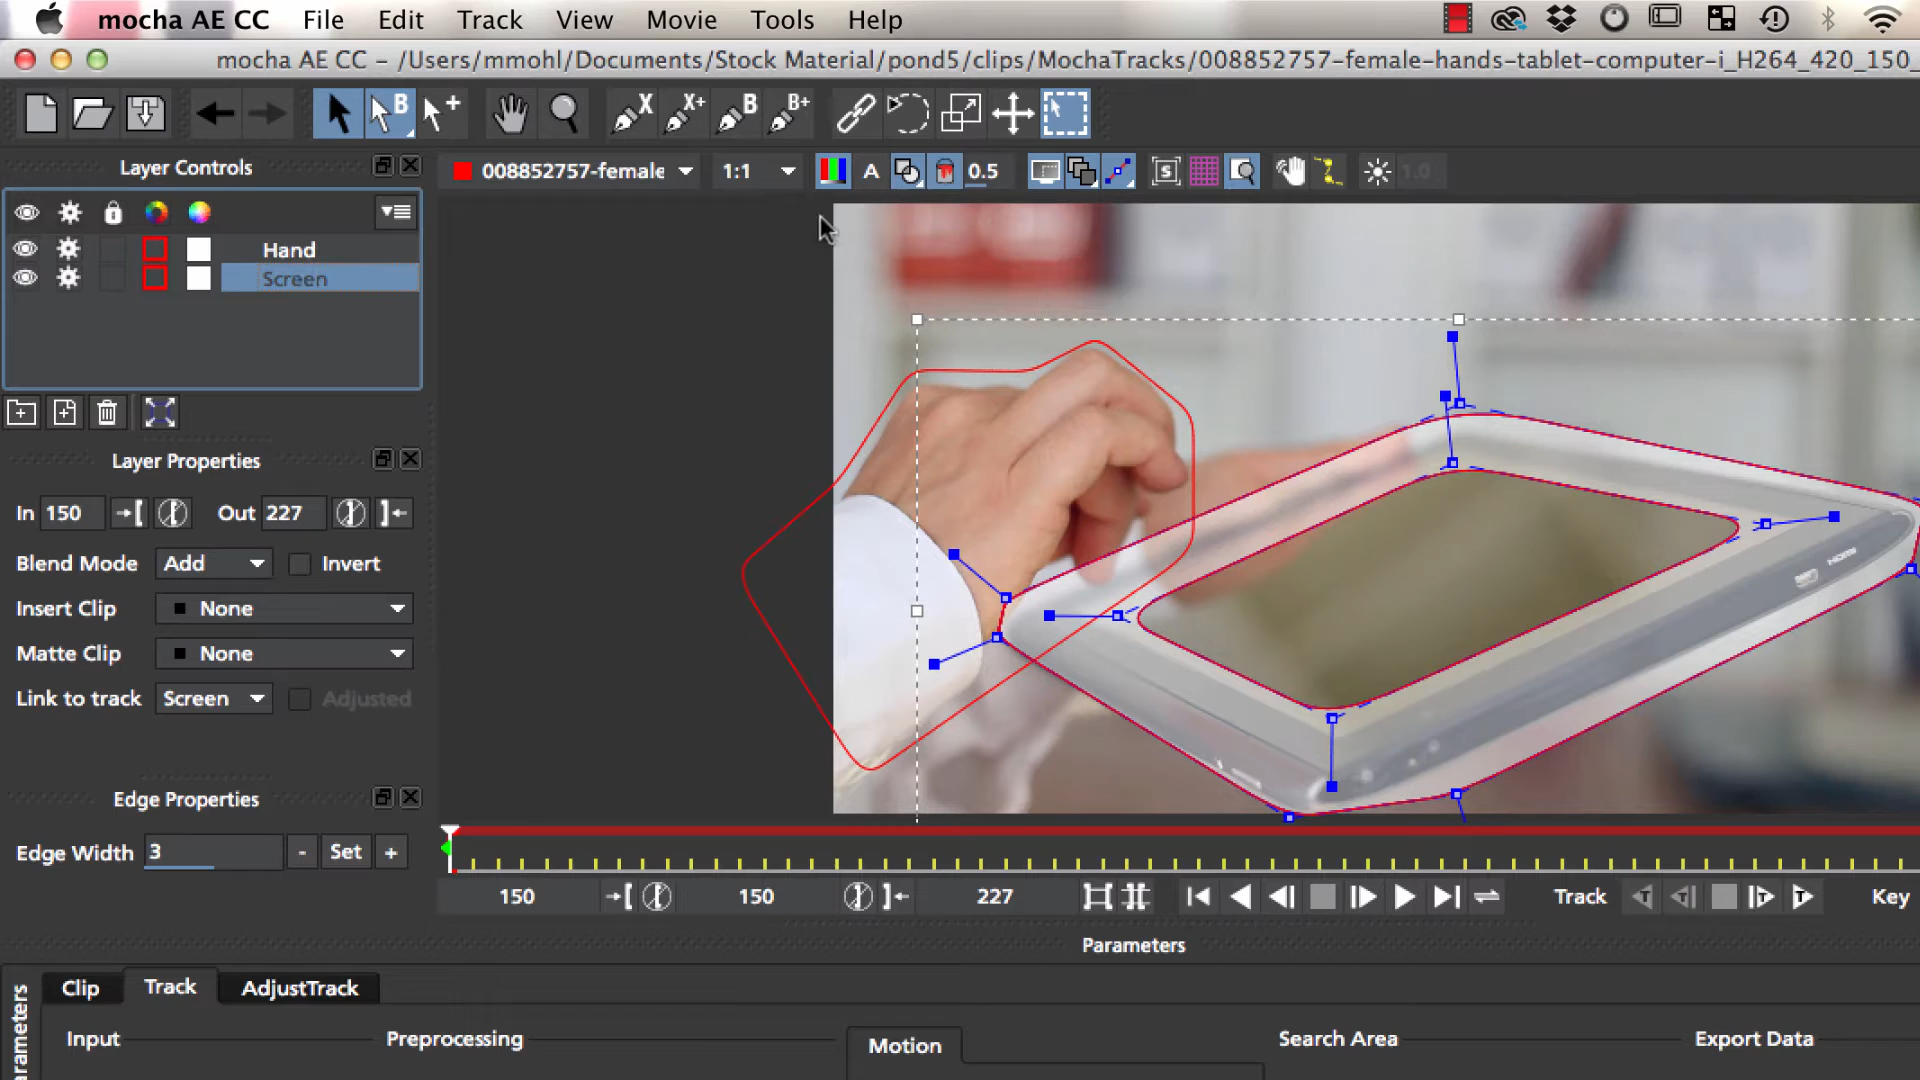 mocha AE CC File Edit Track View Movie Tools Help
mocha AE CC - /Users/mmohl/Documents/Stock Material/pond5/clips/MochaTracks/008852757-female-hands-tablet-computer-i_H264_420_150_
X X+ B B+
Layer Controls
008852757-female 1:1 A 0.5 S 1.0
Hand
Screen
Layer Properties
In 150 Out 227
Blend Mode Add Invert
Insert Clip None
Matte Clip None
Link to track Screen Adjusted
Edge Properties
Edge Width 3 - Set +
150 150 227 Track Key
Parameters
Clip Track AdjustTrack
Input Preprocessing Motion Search Area Export Data